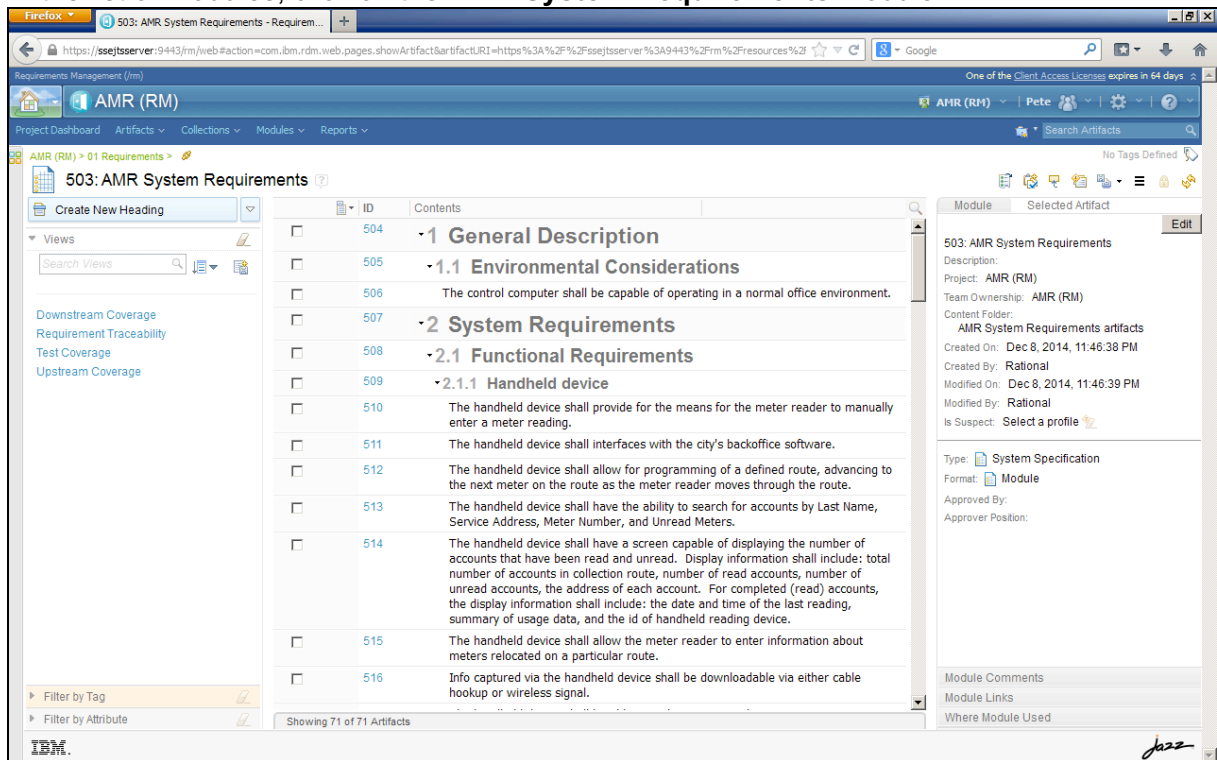 Firefox
503: AMR System Requirements - Requirem...
https://ssejtsserver:9443/rm/web#action=com.ibm.rdm.web.pages.showArtifact&artifactURI=https%3A%2F%2Fssejtsserver%3A9443%2Frm%2Fresources%2f
Google
Requirements Management (/rm)
One of the Client Access Licenses expires in 64 days
AMR (RM)
AMR (RM) | Pete
Project Dashboard Artifacts Collections Modules Reports
Search Artifacts
AMR (RM) > 01 Requirements >
No Tags Defined
503: AMR System Requirements
Create New Heading
Views
Search Views
Downstream Coverage
Requirement Traceability
Test Coverage
Upstream Coverage
Filter by Tag
Filter by Attribute
ID Contents
504 1 General Description
505 1.1 Environmental Considerations
506 The control computer shall be capable of operating in a normal office environment.
507 2 System Requirements
508 2.1 Functional Requirements
509 2.1.1 Handheld device
510 The handheld device shall provide for the means for the meter reader to manually
enter a meter reading.
511 The handheld device shall interfaces with the city's backoffice software.
512 The handheld device shall allow for programming of a defined route, advancing to
the next meter on the route as the meter reader moves through the route.
513 The handheld device shall have the ability to search for accounts by Last Name,
Service Address, Meter Number, and Unread Meters.
514 The handheld device shall have a screen capable of displaying the number of
accounts that have been read and unread. Display information shall include: total
number of accounts in collection route, number of read accounts, number of
unread accounts, the address of each account. For completed (read) accounts,
the display information shall include: the date and time of the last reading,
summary of usage data, and the id of handheld reading device.
515 The handheld device shall allow the meter reader to enter information about
meters relocated on a particular route.
516 Info captured via the handheld device shall be downloadable via either cable
hookup or wireless signal.
Showing 71 of 71 Artifacts
Module Selected Artifact
Edit
503: AMR System Requirements
Description:
Project: AMR (RM)
Team Ownership: AMR (RM)
Content Folder:
AMR System Requirements artifacts
Created On: Dec 8, 2014, 11:46:38 PM
Created By: Rational
Modified On: Dec 8, 2014, 11:46:39 PM
Modified By: Rational
Is Suspect: Select a profile
Type: System Specification
Format: Module
Approved By:
Approver Position:
Module Comments
Module Links
Where Module Used
IBM.
jazz